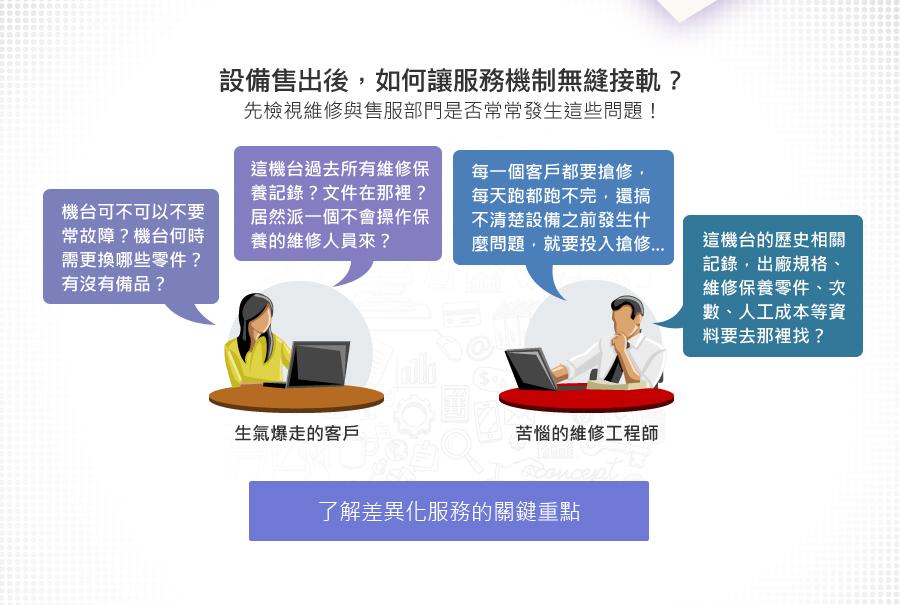 設備售出後，如何讓服務機制無縫接軌？
先檢視維修與售服部門是否常常發生這些問題！
機台可不可以不要
常故障？機台何時
需更換哪些零件？
有沒有備品？
這機台過去所有維修保
養記錄？文件在那裡？
居然派一個不會操作保
養的維修人員來？
每一個客戶都要搶修，
每天跑都跑不完，還搞
不清楚設備之前發生什
麼問題，就要投入搶修...
這機台的歷史相關
記錄，出廠規格、
維修保養零件、次
數、人工成本等資
料要去那裡找？
生氣爆走的客戶
苦惱的維修工程師
concept
了解差異化服務的關鍵重點